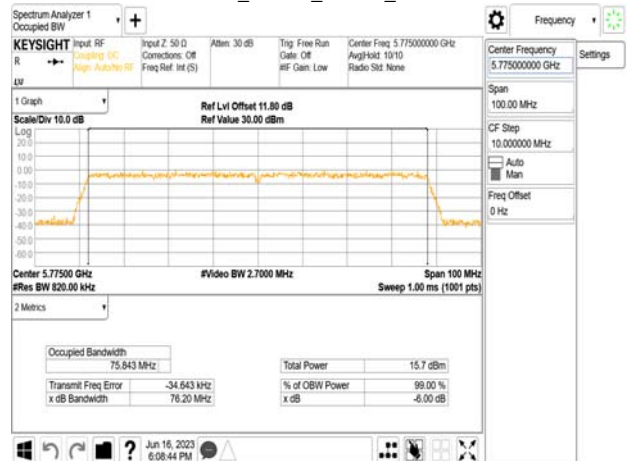 Spectrum Analyzer 1
Occupied BW
Frequency
KEYSIGHT
R
Input: RF
Coupling: DC
Align: Auto/No RF
Input Z: 50 Ω
Corrections: Off
Freq Ref: Int (S)
Atten: 30 dB
Trig: Free Run
Gate: Off
#IF Gain: Low
Center Freq: 5.775000000 GHz
Avg|Hold: 10/10
Radio Std: None
Center Frequency
5.775000000 GHz
Settings
Span
100.00 MHz
CF Step
10.000000 MHz
Auto
Man
Freq Offset
0 Hz
1 Graph
Scale/Div 10.0 dB
Ref Lvl Offset 11.80 dB
Ref Value 30.00 dBm
Log
20.0
10.0
0.00
-10.0
-20.0
-30.0
-40.0
-50.0
-60.0
Center 5.77500 GHz
#Res BW 820.00 kHz
#Video BW 2.7000 MHz
Span 100 MHz
Sweep 1.00 ms (1001 pts)
2 Metrics
Occupied Bandwidth
75.843 MHz
Transmit Freq Error -34.643 kHz
x dB Bandwidth 76.20 MHz
Total Power 15.7 dBm
% of OBW Power 99.00 %
x dB -6.00 dB
?
Jun 16, 2023
6:08:44 PM